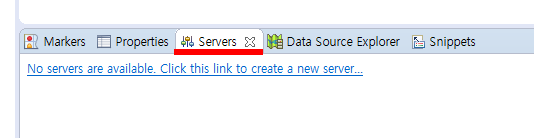 Markers Properties Servers Data Source Explorer Snippets
No servers are available. Click this link to create a new server...